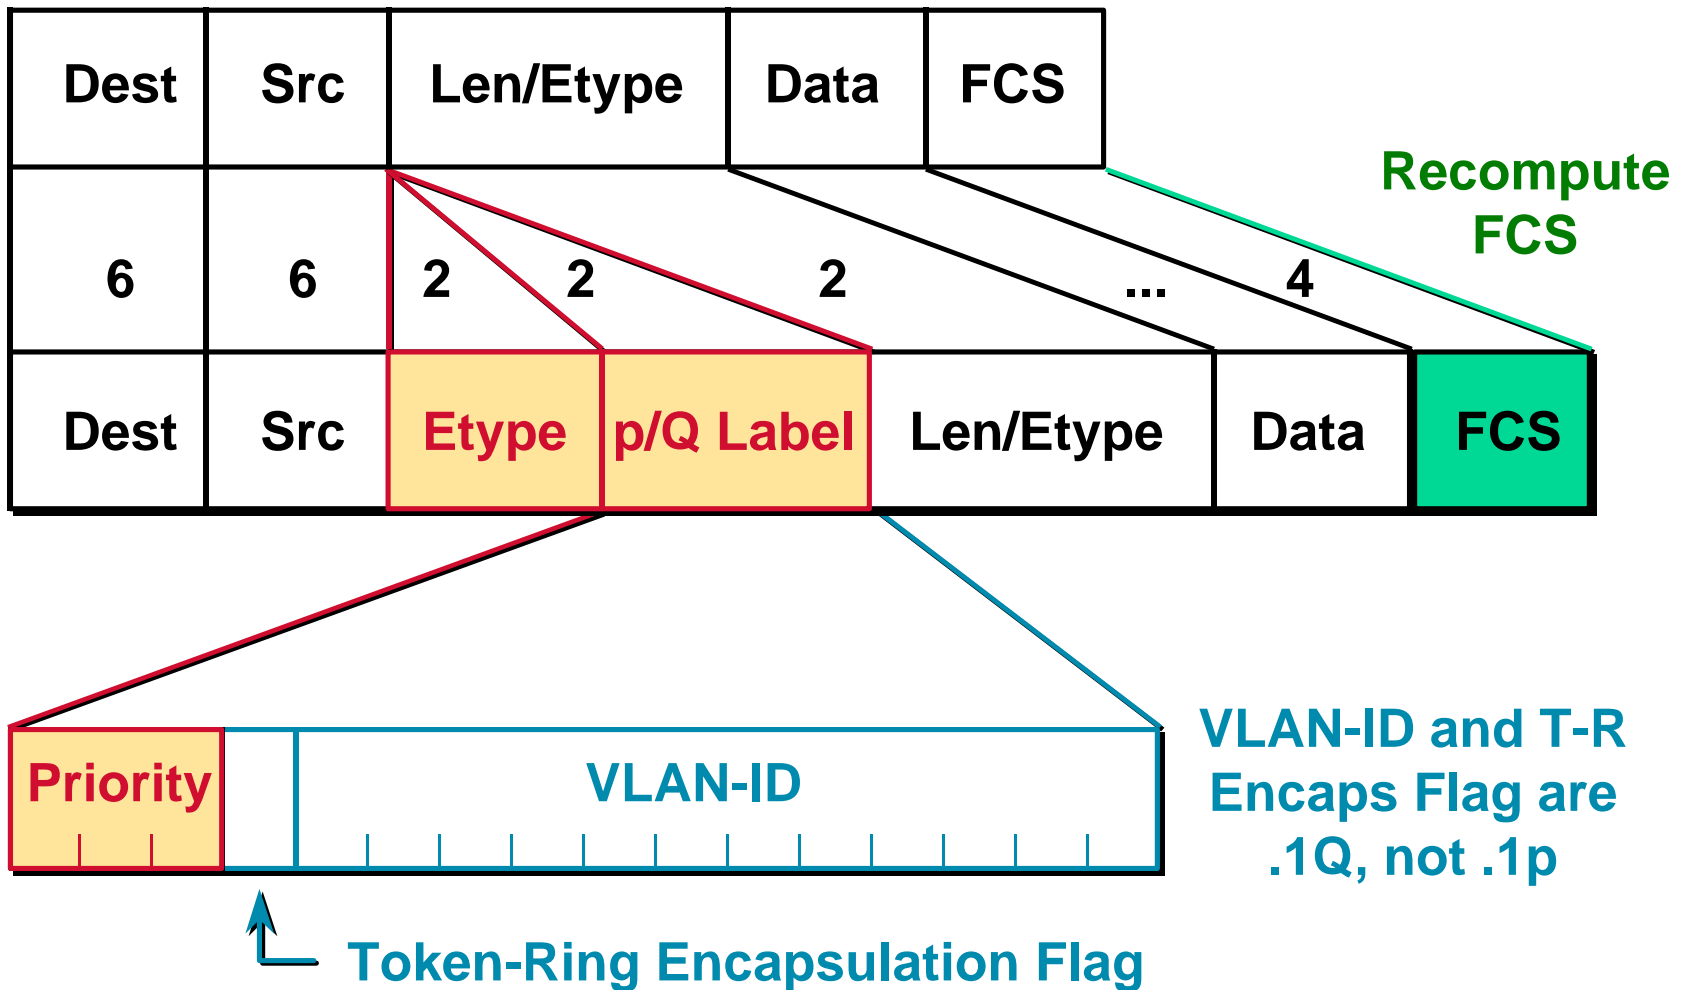 Dest Src Len/Etype Data FCS
Recompute
FCS
6 6 2 2 2 ... 4
Dest Src Etype p/Q Label Len/Etype Data FCS
Priority VLAN-ID
VLAN-ID and T-R
Encaps Flag are
.1Q, not .1p
Token-Ring Encapsulation Flag